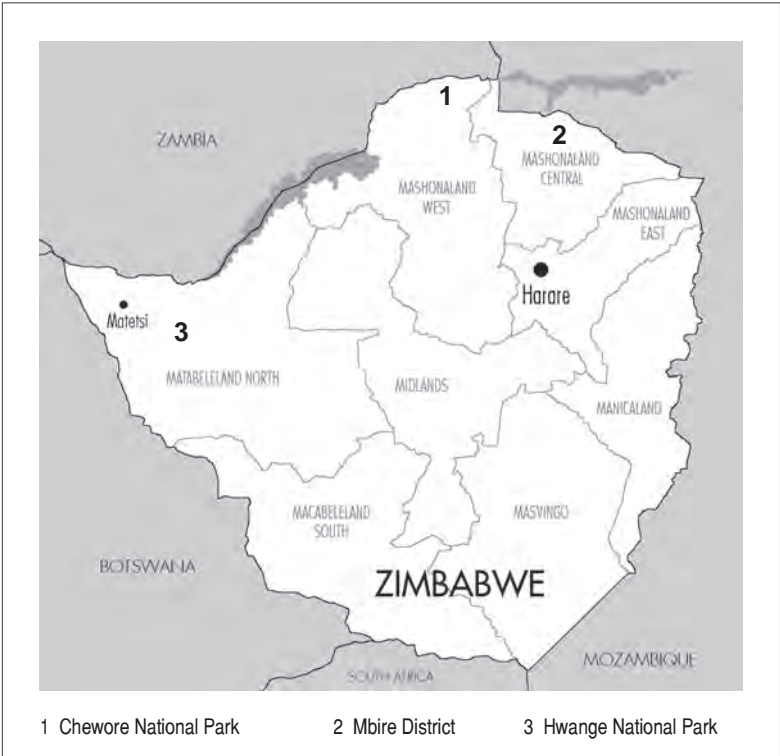 1
ZAMBIA
2
MASHONALAND
CENTRAL
MASHONALAND
WEST
MASHONALAND
EAST
Harare
Matetsi
3
MATABELELAND NORTH
MIDLANDS
MANICALAND
MACABELELAND
SOUTH
MASVINGO
BOTSWANA
ZIMBABWE
MOZAMBIQUE
SOUTH AFRICA
1 Chewore National Park
2 Mbire District
3 Hwange National Park